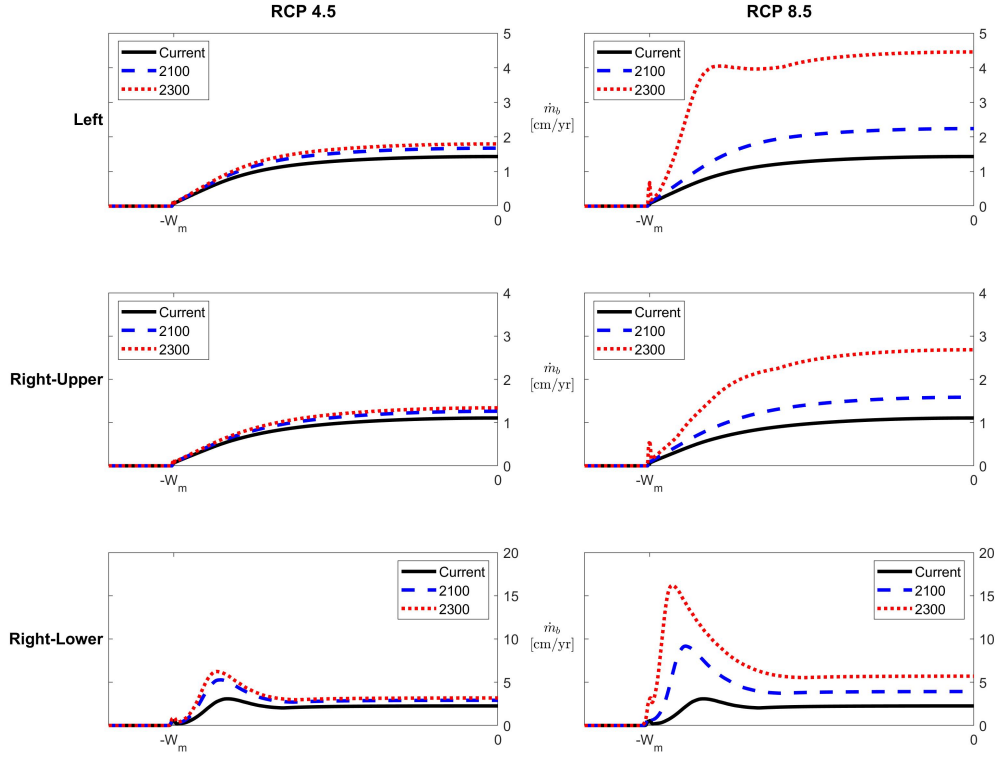 RCP 4.5
RCP 8.5
Left
Current
2100
2300
5
4
3
2
1
0
-Wm
0
ṁb
[cm/yr]
Current
2100
2300
5
4
3
2
1
0
-Wm
0
Right-Upper
Current
2100
2300
4
3
2
1
0
-Wm
0
ṁb
[cm/yr]
Current
2100
2300
4
3
2
1
0
-Wm
0
Right-Lower
Current
2100
2300
20
15
10
5
0
-Wm
0
ṁb
[cm/yr]
Current
2100
2300
20
15
10
5
0
-Wm
0